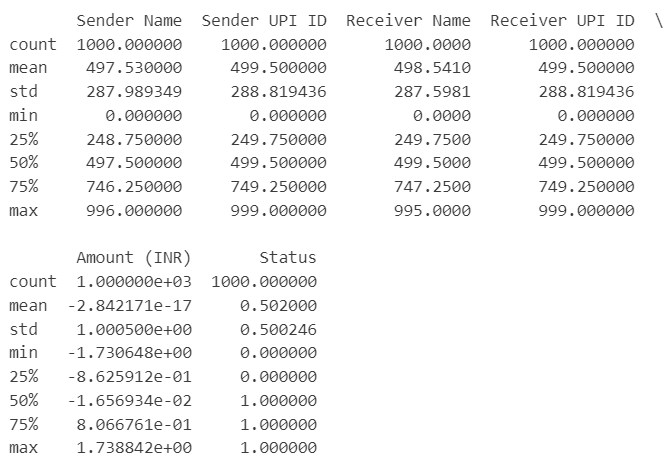 Sender Name  Sender UPI ID  Receiver Name  Receiver UPI ID  \
count  1000.000000    1000.000000      1000.0000      1000.000000
mean    497.530000     499.500000       498.5410       499.500000
std     287.989349     288.819436       287.5981       288.819436
min       0.000000       0.000000         0.0000         0.000000
25%     248.750000     249.750000       249.7500       249.750000
50%     497.500000     499.500000       499.5000       499.500000
75%     746.250000     749.250000       747.2500       749.250000
max     996.000000     999.000000       995.0000       999.000000
Amount (INR)       Status
count  1.000000e+03  1000.000000
mean  -2.842171e-17     0.502000
std    1.000500e+00     0.500246
min   -1.730648e+00     0.000000
25%   -8.625912e-01     0.000000
50%   -1.656934e-02     1.000000
75%    8.066761e-01     1.000000
max    1.738842e+00     1.000000